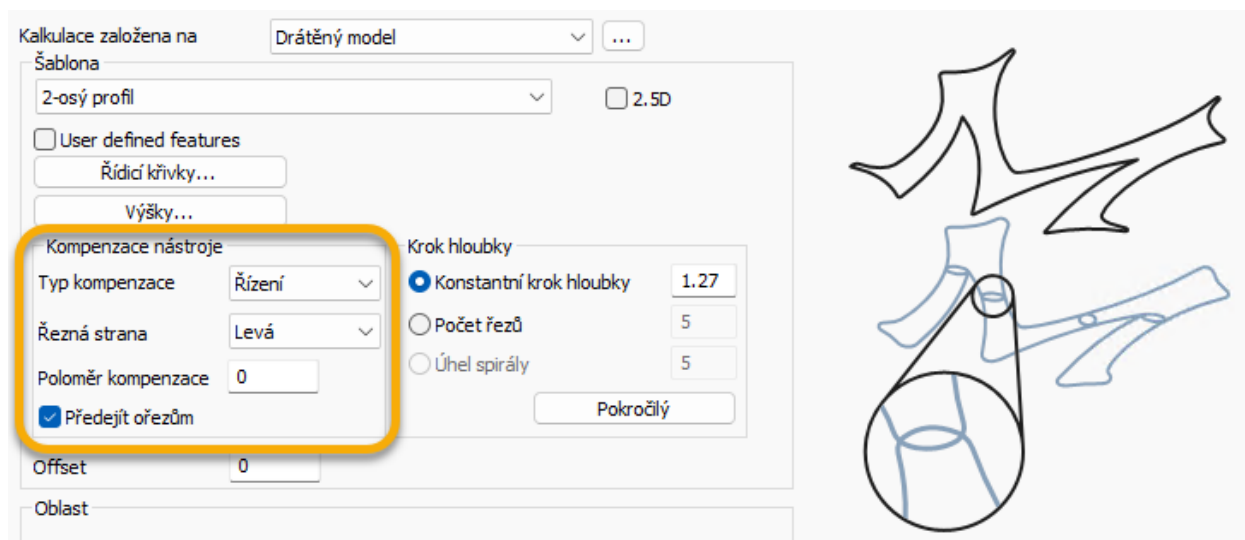 Kalkulace založena na Drátěný model ...
Šablona
2-osý profil 2.5D
User defined features
Řídicí křivky...
Výšky...
Kompenzace nástroje
Typ kompenzace Řízení
Řezná strana Levá
Poloměr kompenzace 0
Předejít ořezům
Krok hloubky
Konstantní krok hloubky 1.27
Počet řezů 5
Úhel spirály 5
Pokročilý
Offset 0
Oblast